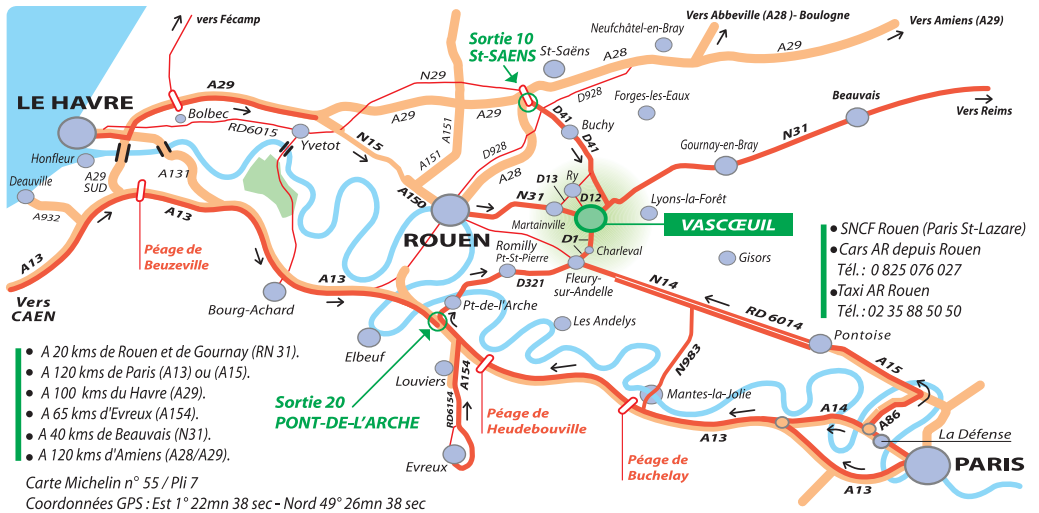 vers Fécamp
Vers Abbeville (A28 )- Boulogne
Vers Amiens (A29)
Neufchâtel-en-Bray
Sortie 10
St-SAENS
St-Saëns
A28
A29
N29
A29
LE HAVRE
Bolbec
RD6015
Yvetot
A29
A151
A29
D928
Forges-les-Eaux
Beauvais
Vers Reims
D41
Buchy
D41
N31
N15
A151
D928
Gournay-en-Bray
Honfleur
Deauville
A29
SUD
A131
A28
D13
Ry
D12
A932
A13
A150
N31
Martainville
Lyons-la-Forêt
VASCŒUIL
ROUEN
D1
Charleval
Gisors
Péage de
Beuzeville
Romilly
Pt-St-Pierre
D321
Fleury-
sur-Andelle
• SNCF Rouen (Paris St-Lazare)
• Cars AR depuis Rouen
Tél. : 0 825 076 027
• Taxi AR Rouen
Tél. : 02 35 88 50 50
A13
Vers
CAEN
A13
Bourg-Achard
Pt-de-l'Arche
N14
RD 6014
Les Andelys
Pontoise
Elbeuf
N983
A15
• A 20 kms de Rouen et de Gournay (RN 31).
• A 120 kms de Paris (A13) ou (A15).
• A 100 kms du Havre (A29).
• A 65 kms d'Evreux (A154).
• A 40 kms de Beauvais (N31).
• A 120 kms d'Amiens (A28/A29).
Louviers
A154
RD6154
Mantes-la-Jolie
Sortie 20
PONT-DE-L'ARCHE
Péage de
Heudebouville
A14
A86
A13
La Défense
Evreux
Péage de
Buchelay
PARIS
A13
Carte Michelin n° 55 / Pli 7
Coordonnées GPS : Est 1° 22mn 38 sec - Nord 49° 26mn 38 sec